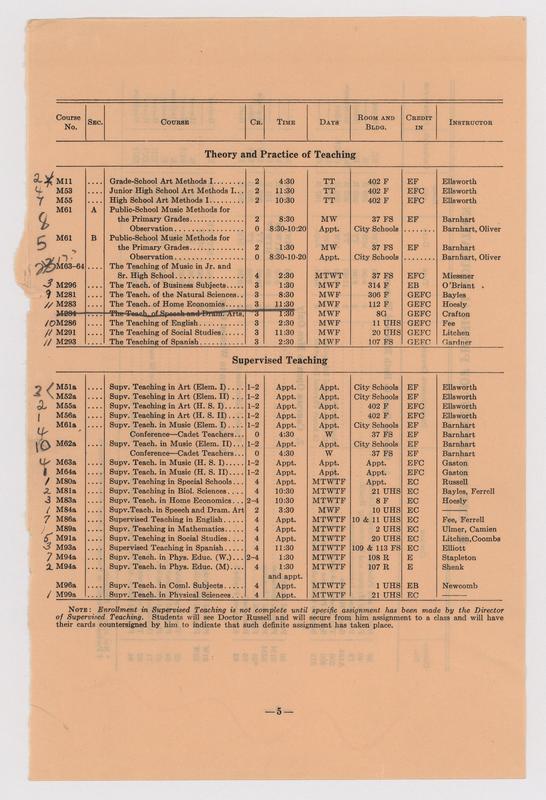 Course No. Sec. Course Cr. Time Days Room and Bldg. Credit in Instructor
Theory and Practice of Teaching
M11 .... Grade-School Art Methods I........ 2 4:30 TT 402 F EF Ellsworth
4 M53 .... Junior High School Art Methods I... 2 11:30 TT 402 F EFC Ellsworth
7 M55 .... High School Art Methods I........ 2 10:30 TT 402 F EFC Ellsworth
M61 A Public-School Music Methods for
8 the Primary Grades............. 2 8:30 MW 37 FS EF Barnhart
Observation.................. 0 8:30-10:20 Appt. City Schools ........ Barnhart, Oliver
5 M61 B Public-School Music Methods for
the Primary Grades............. 2 1:30 MW 37 FS EF Barnhart
Observation.................. 0 8:30-10:20 Appt. City Schools ........ Barnhart, Oliver
M63-64 .... The Teaching of Music in Jr. and
Sr. High School................. 4 2:30 MTWT 37 FS EFC Miessner
3 M296 .... The Teach. of Business Subjects..... 3 1:30 MWF 314 F EB O'Brient
9 M281 .... The Teach. of the Natural Sciences.. 3 8:30 MWF 306 F GEFC Bayles
11 M283 .... The Teach. of Home Economics..... 3 11:30 MWF 112 F GEFC Hoesly
M284 .... The Teach. of Speech and Dram. Arts. 3 1:30 MWF 8G GEFC Crafton
10 M286 .... The Teaching of English........... 3 2:30 MWF 11 UHS GEFC Fee
11 M291 .... The Teaching of Social Studies...... 3 11:30 MWF 20 UHS GEFC Litchen
11 M293 .... The Teaching of Spanish........... 3 2:30 MWF 107 FS GEFC Gardner
Supervised Teaching
3 M51a .... Supv. Teaching in Art (Elem. I).... 1-2 Appt. Appt. City Schools EF Ellsworth
M52a .... Supv. Teaching in Art (Elem. II) ... 1-2 Appt. Appt. City Schools EF Ellsworth
2 M55a .... Supv. Teaching in Art (H. S. I)..... 1-2 Appt. Appt. 402 F EFC Ellsworth
1 M56a .... Supv. Teaching in Art (H. S. II).... 1-2 Appt. Appt. 402 F EFC Ellsworth
4 M61a .... Supv. Teach. in Music (Elem. I).... 1-2 Appt. Appt. City Schools EF Barnhart
Conference—Cadet Teachers... 0 4:30 W 37 FS EF Barnhart
10 M62a .... Supv. Teach. in Music (Elem. II)... 1-2 Appt. Appt. City Schools EF Barnhart
Conference—Cadet Teachers... 0 4:30 W 37 FS EF Barnhart
4 M63a .... Supv. Teach. in Music (H. S. I)..... 1-2 Appt. Appt. Appt. EFC Gaston
M64a .... Supv. Teach. in Music (H. S. II).... 1-2 Appt. Appt. Appt. EFC Gaston
1 M80a .... Supv. Teaching in Special Schools... 4 Appt. MTWTF Appt. EC Russell
2 M81a .... Supv. Teaching in Biol. Sciences.... 4 10:30 MTWTF 21 UHS EC Bayles, Ferrell
3 M83a .... Supv. Teach. in Home Economics... 2-4 10:30 MTWTF 8 F EC Hoesly
1 M84a .... Supv.Teach. in Speech and Dram. Art 2 3:30 MWF 10 UHS EC ———
7 M86a .... Supervised Teaching in English..... 4 Appt. MTWTF 10 & 11 UHS EC Fee, Ferrell
1 M89a .... Supv. Teaching in Mathematics..... 4 Appt. MTWTF 2 UHS EC Ulmer, Camien
5 M91a .... Supv. Teaching in Social Studies.... 4 Appt. MTWTF 20 UHS EC Litchen,Coombs
3 M93a .... Supervised Teaching in Spanish..... 4 11:30 MTWTF 109 & 113 FS EC Elliott
7 M94a .... Supv. Teach. in Phys. Educ. (W.)... 2-4 1:30 MTWTF 108 R E Stapleton
2 M94a .... Supv. Teach. in Phys. Educ. (M).... 4 1:30 MTWTF 107 R E Shenk
and appt.
M96a .... Supv. Teach. in Coml. Subjects..... 4 Appt. MTWTF 1 UHS EB Newcomb
1 M99a .... Supv. Teach. in Physical Sciences... 4 Appt. MTWTF 21 UHS EC ———
Note: Enrollment in Supervised Teaching is not complete until specific assignment has been made by the Director
of Supervised Teaching. Students will see Doctor Russell and will secure from him assignment to a class and will have
their cards countersigned by him to indicate that such definite assignment has taken place.
—5—